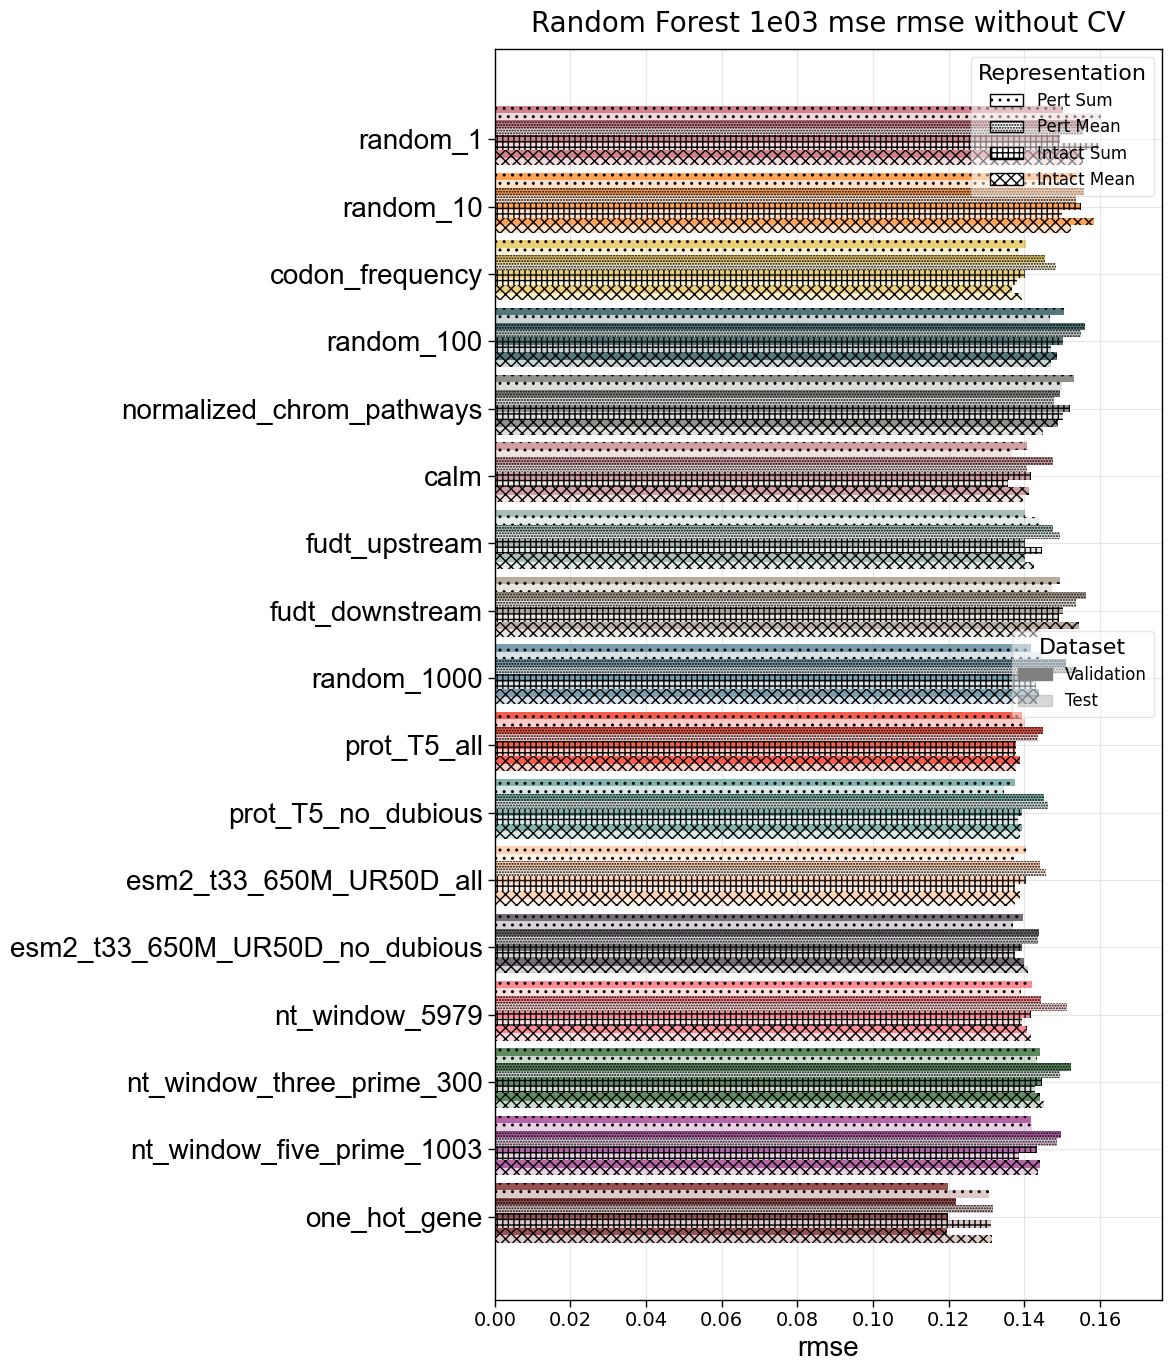 Random Forest 1e03 mse rmse without CV
Representation
Pert Sum
Pert Mean
Intact Sum
Intact Mean
random_1
random_10
codon_frequency
random_100
normalized_chrom_pathways
calm
fudt_upstream
fudt_downstream
Dataset
Validation
Test
random_1000
prot_T5_all
prot_T5_no_dubious
esm2_t33_650M_UR50D_all
esm2_t33_650M_UR50D_no_dubious
nt_window_5979
nt_window_three_prime_300
nt_window_five_prime_1003
one_hot_gene
0.00 0.02 0.04 0.06 0.08 0.10 0.12 0.14 0.16
rmse